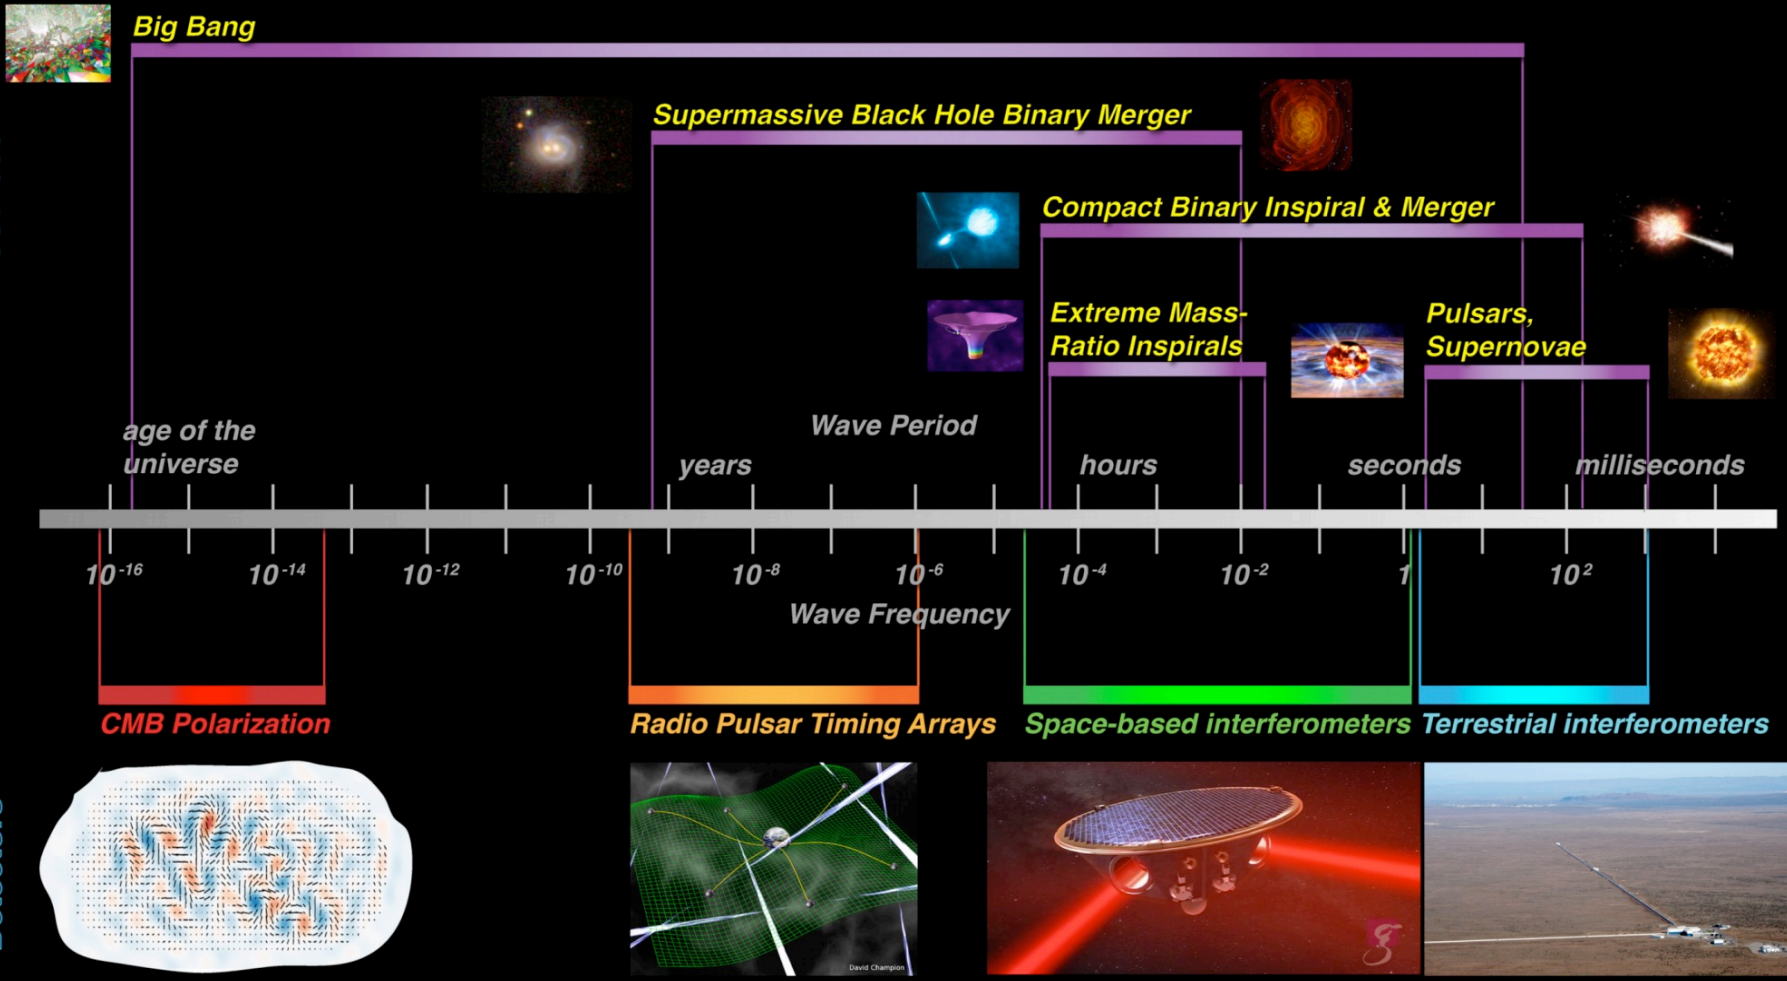 Big Bang
Supermassive Black Hole Binary Merger
Compact Binary Inspiral & Merger
Extreme Mass-
Ratio Inspirals
Pulsars,
Supernovae
age of the
universe
Wave Period
years
hours
seconds
milliseconds
10⁻¹⁶
10⁻¹⁴
10⁻¹²
10⁻¹⁰
10⁻⁸
10⁻⁶
10⁻⁴
10⁻²
1
10²
Wave Frequency
CMB Polarization
Radio Pulsar Timing Arrays
Space-based interferometers
Terrestrial interferometers
David Champion